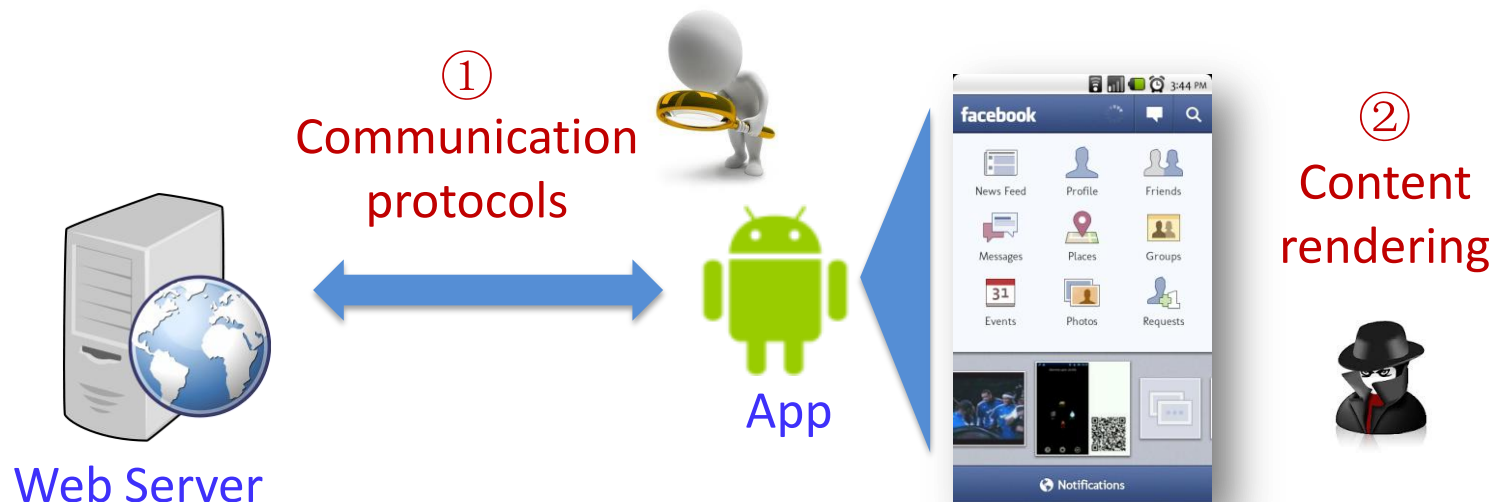 ①
Communication
protocols
Web Server
App
3:44 PM
facebook
News Feed Profile Friends
Messages Places Groups
31
Events Photos Requests
Notifications
②
Content
rendering